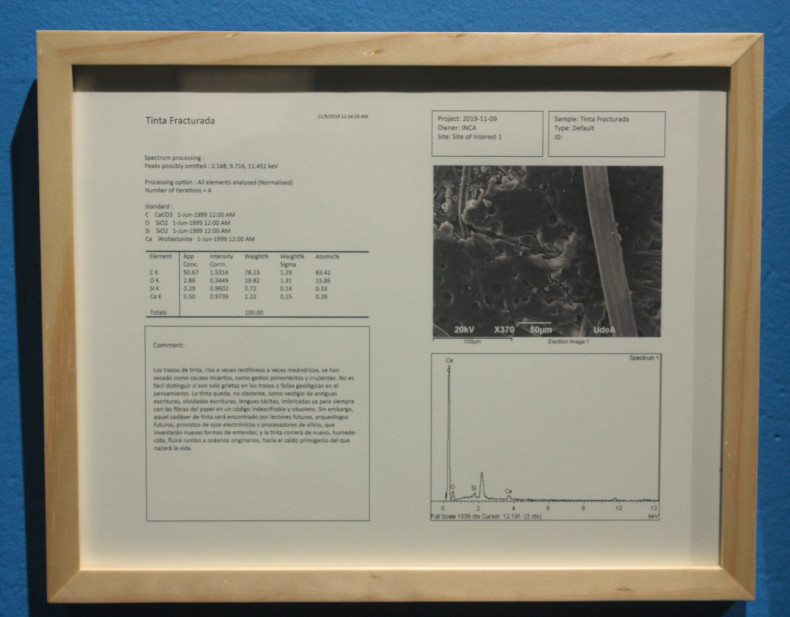 Tinta Fracturada
11/9/2019 11:34:33 AM
Spectrum processing :
Peaks possibly omitted : 2.148, 9.716, 11.451 keV
Processing option : All elements analyzed (Normalised)
Number of iterations = 4
Standard :
C CaCO3 1-Jun-1999 12:00 AM
O SiO2 1-Jun-1999 12:00 AM
Si SiO2 1-Jun-1999 12:00 AM
Ca Wollastonite 1-Jun-1999 12:00 AM
Element App Intensity Weight% Weight% Atomic%
Conc. Corrn. Sigma
C K 50.67 1.5314 78.23 1.29 83.42
O K 2.89 0.3449 19.82 1.31 15.86
Si K 0.29 0.9603 0.72 0.14 0.33
Ca K 0.50 0.9739 1.22 0.15 0.39
Totals 100.00
Comment:
Los trazos de tinta, ríos a veces rectilíneos a veces meándricos, se han
secado como cauces muertos, como gestos polvorientos y crujientes. No es
fácil distinguir si son solo grietas en los trazos o fallas geológicas en el
pensamiento. La tinta queda, no obstante, como vestigio de antiguas
escrituras, olvidadas escrituras, lenguas tácitas, imbricadas ya para siempre
con las fibras del papel en un código indescifrable y obsoleto. Sin embargo,
aquel cadáver de tinta será encontrado por lectores futuros, arqueólogos
futuros, provistos de ojos electrónicos y procesadores de silicio, que
inventarán nuevas formas de entender, y la tinta correrá de nuevo, humede-
cida, fluirá rumbo a océanos originarios, hacia el caldo primigenio del que
nacerá la vida.
Project: 2019-11-09
Owner: INCA
Site: Site of Interest 1
Sample: Tinta Fracturada
Type: Default
ID:
20kV X370 50µm UdeA
100µm Electron Image 1
Spectrum 1
Ca
O
Si
Ca
0 2 4 6 8 10 12
Full Scale 1936 cts Cursor: 12.191 (3 cts) keV